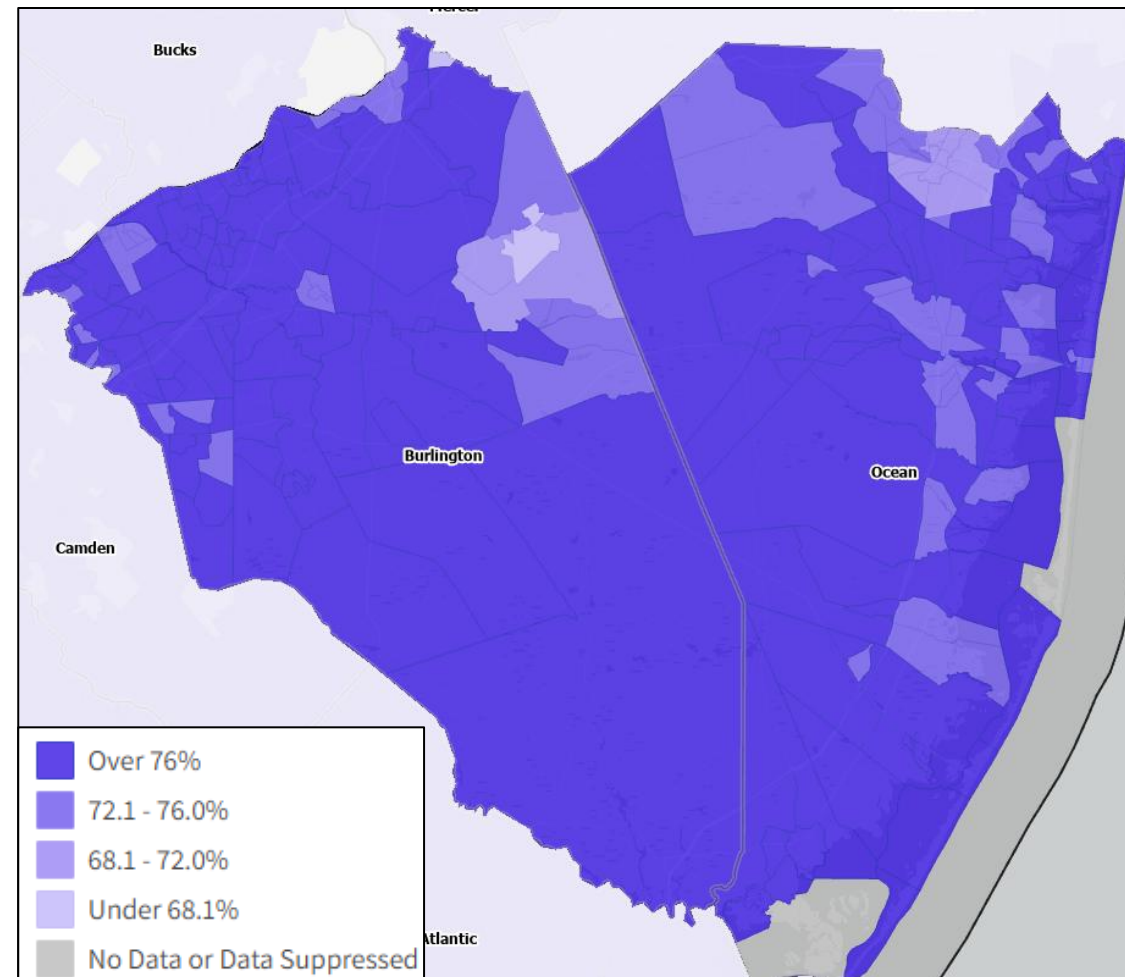 Bucks
Burlington
Ocean
Camden
Over 76%
72.1 - 76.0%
68.1 - 72.0%
Under 68.1%
Atlantic
No Data or Data Suppressed